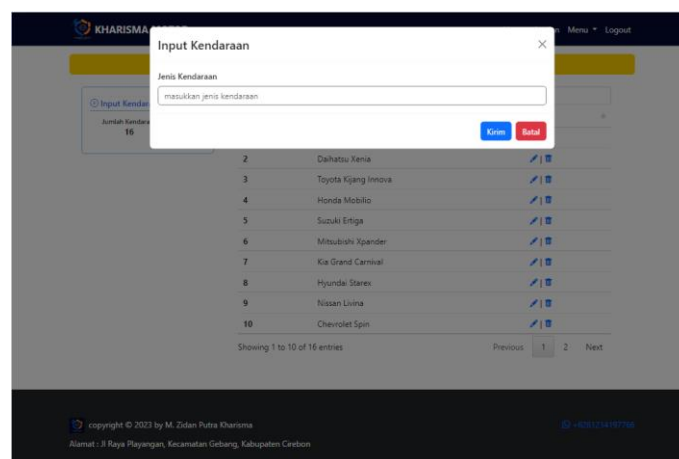 KHARISMA
Menu Logout
Input Kendaraan
Jenis Kendaraan
masukkan jenis kendaraan
Kirim Batal
Input Kendar
Jumlah Kendara
16
2 Daihatsu Xenia
3 Toyota Kijang Innova
4 Honda Mobilio
5 Suzuki Ertiga
6 Mitsubishi Xpander
7 Kia Grand Carnival
8 Hyundai Starex
9 Nissan Livina
10 Chevrolet Spin
Showing 1 to 10 of 16 entries
Previous 1 2 Next
copyright © 2023 by M. Zidan Putra Kharisma
Alamat : Jl Raya Playangan, Kecamatan Gebang, Kabupaten Cirebon